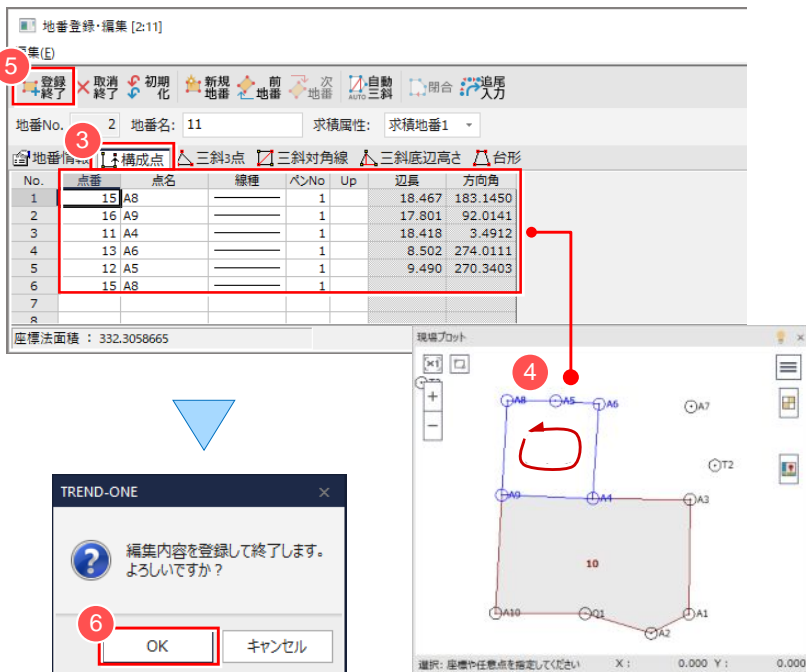 地番登録・編集 [2:11]
編集(E)
5
登録終了 取消終了 初期化 新規地番 前地番 次地番 AUTO 自動三斜 閉合 追尾入力
地番No. 2 地番名: 11 求積属性: 求積地番1
3
地番情報 構成点 三斜3点 三斜対角線 三斜底辺高さ 台形
No. 点番 点名 線種 ペンNo Up 辺長 方向角
1 15 A8 1 18.467 183.1450
2 16 A9 1 17.801 92.0141
3 11 A4 1 18.418 3.4912
4 13 A6 1 8.502 274.0111
5 12 A5 1 9.490 270.3403
6 15 A8 1
7
8
座標法面積 : 332.3058665
現場プロット
4
A8 A5 A6 A7
T2
A9 A4 A3
10
A10 O1 A1
A2
選択: 座標や任意点を指定してください X : 0.000 Y : 0.000
TREND-ONE
編集内容を登録して終了します。
よろしいですか？
6
OK キャンセル